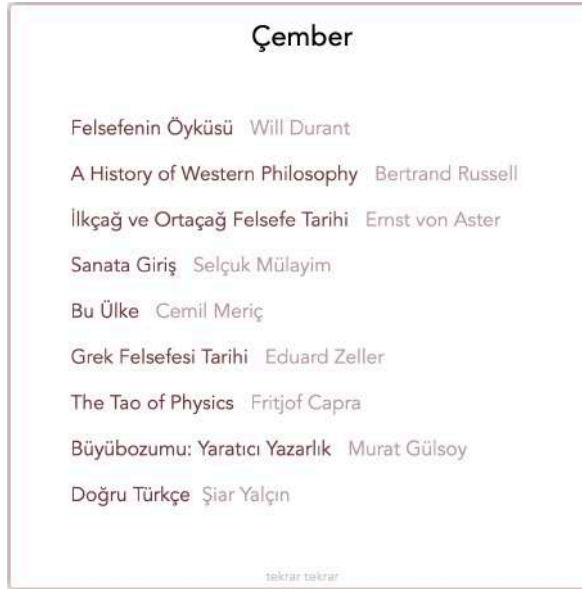 Çember
Felsefenin Öyküsü Will Durant
A History of Western Philosophy Bertrand Russell
İlkçağ ve Ortaçağ Felsefe Tarihi Ernst von Aster
Sanata Giriş Selçuk Mülayim
Bu Ülke Cemil Meriç
Grek Felsefesi Tarihi Eduard Zeller
The Tao of Physics Fritjof Capra
Büyübozumu: Yaratıcı Yazarlık Murat Gülsoy
Doğru Türkçe Şiar Yalçın
tekrar tekrar